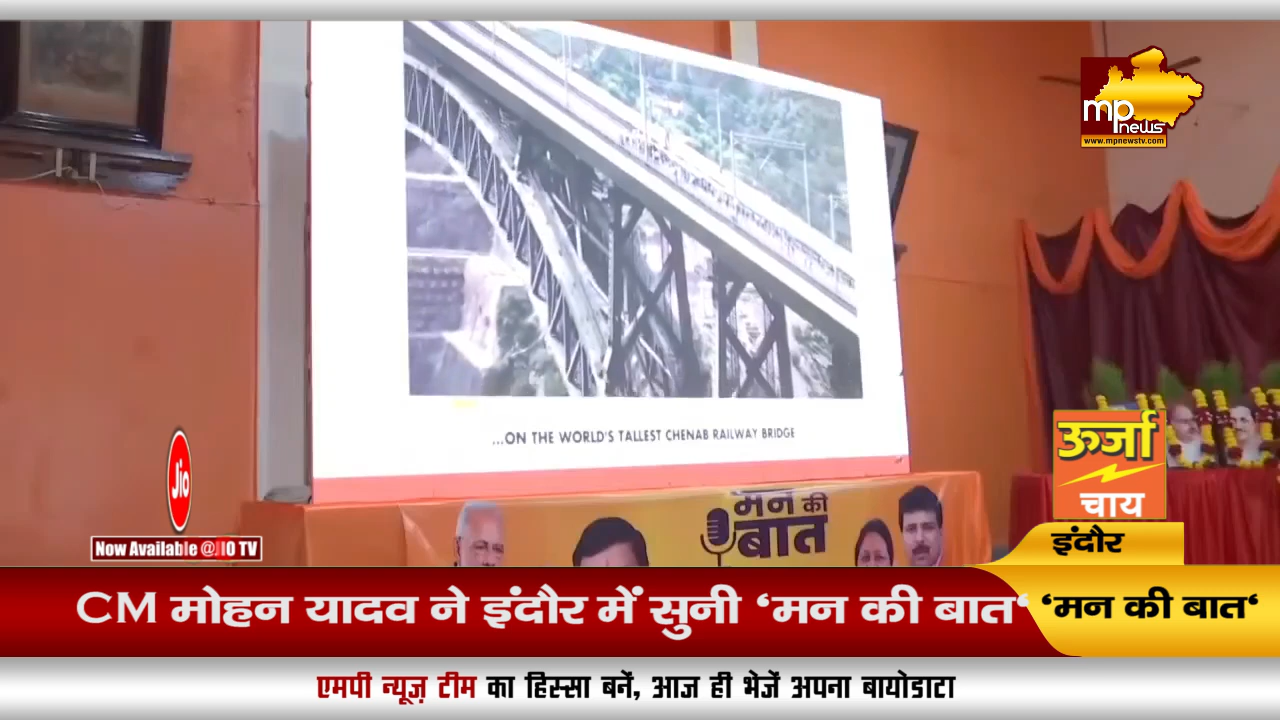 mp
news
www.mpnewstv.com
...ON THE WORLD'S TALLEST CHENAB RAILWAY BRIDGE
Jio
Now Available @JIO TV
मन की
बात
ऊर्जा
चाय
इंदौर
CM मोहन यादव ने इंदौर में सुनी ‘मन की बात‘
‘मन की बात‘
एमपी न्यूज़ टीम का हिस्सा बनें, आज ही भेजें अपना बायोडाटा